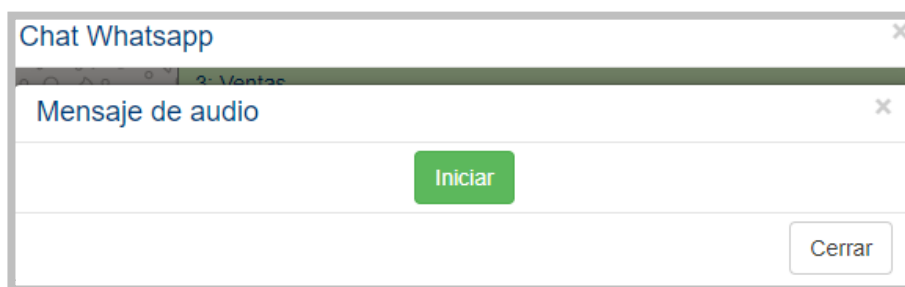 Chat Whatsapp
3: Ventas
Mensaje de audio
Iniciar
Cerrar